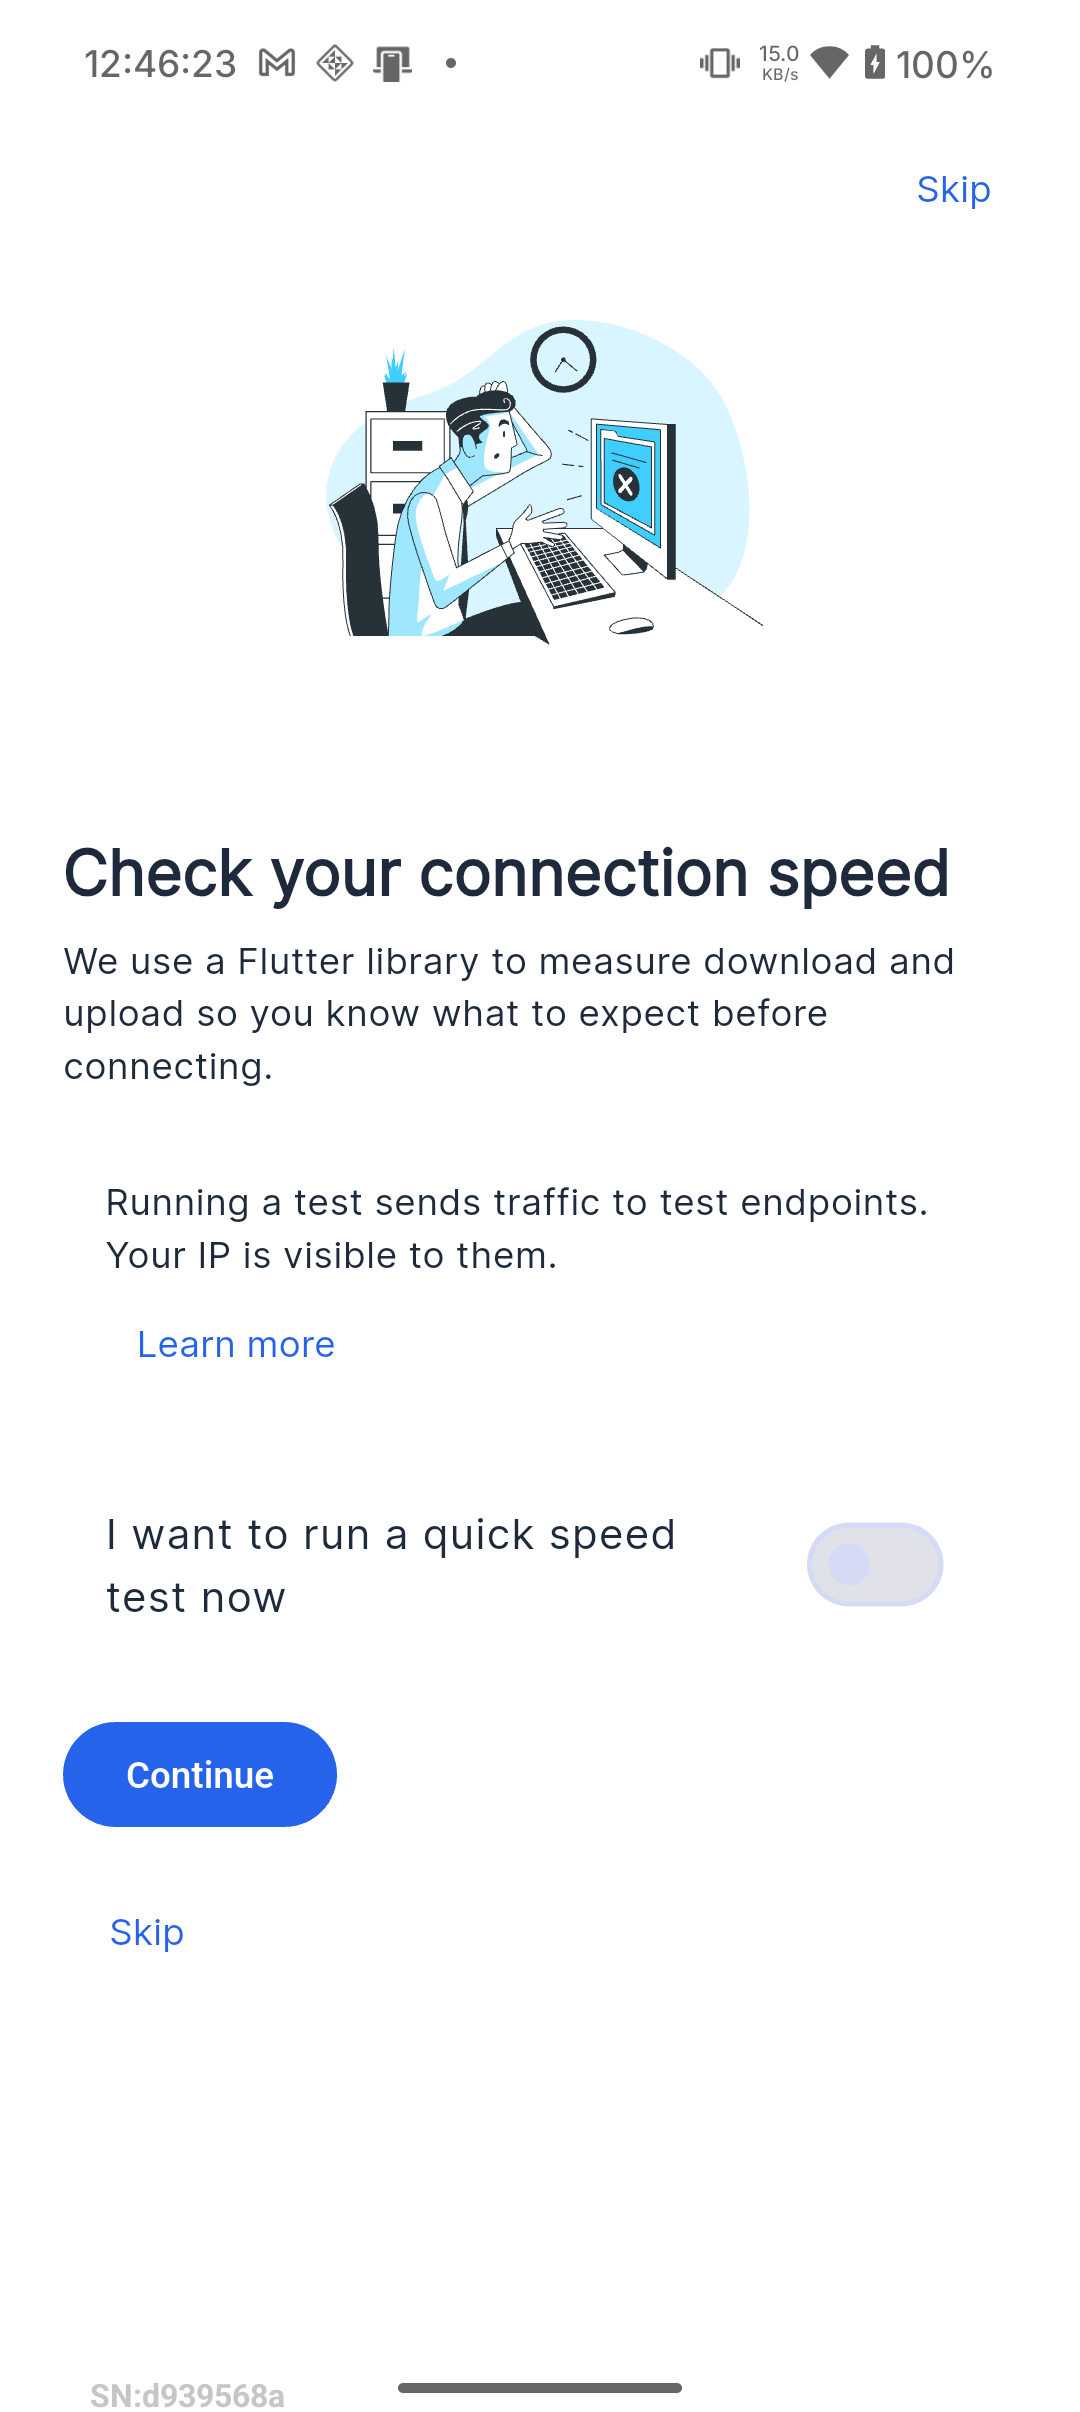 12:46:23
15.0
KB/s
100%
Skip
Check your connection speed
We use a Flutter library to measure download and
upload so you know what to expect before
connecting.
Running a test sends traffic to test endpoints.
Your IP is visible to them.
Learn more
I want to run a quick speed
test now
Continue
Skip
SN:d939568a